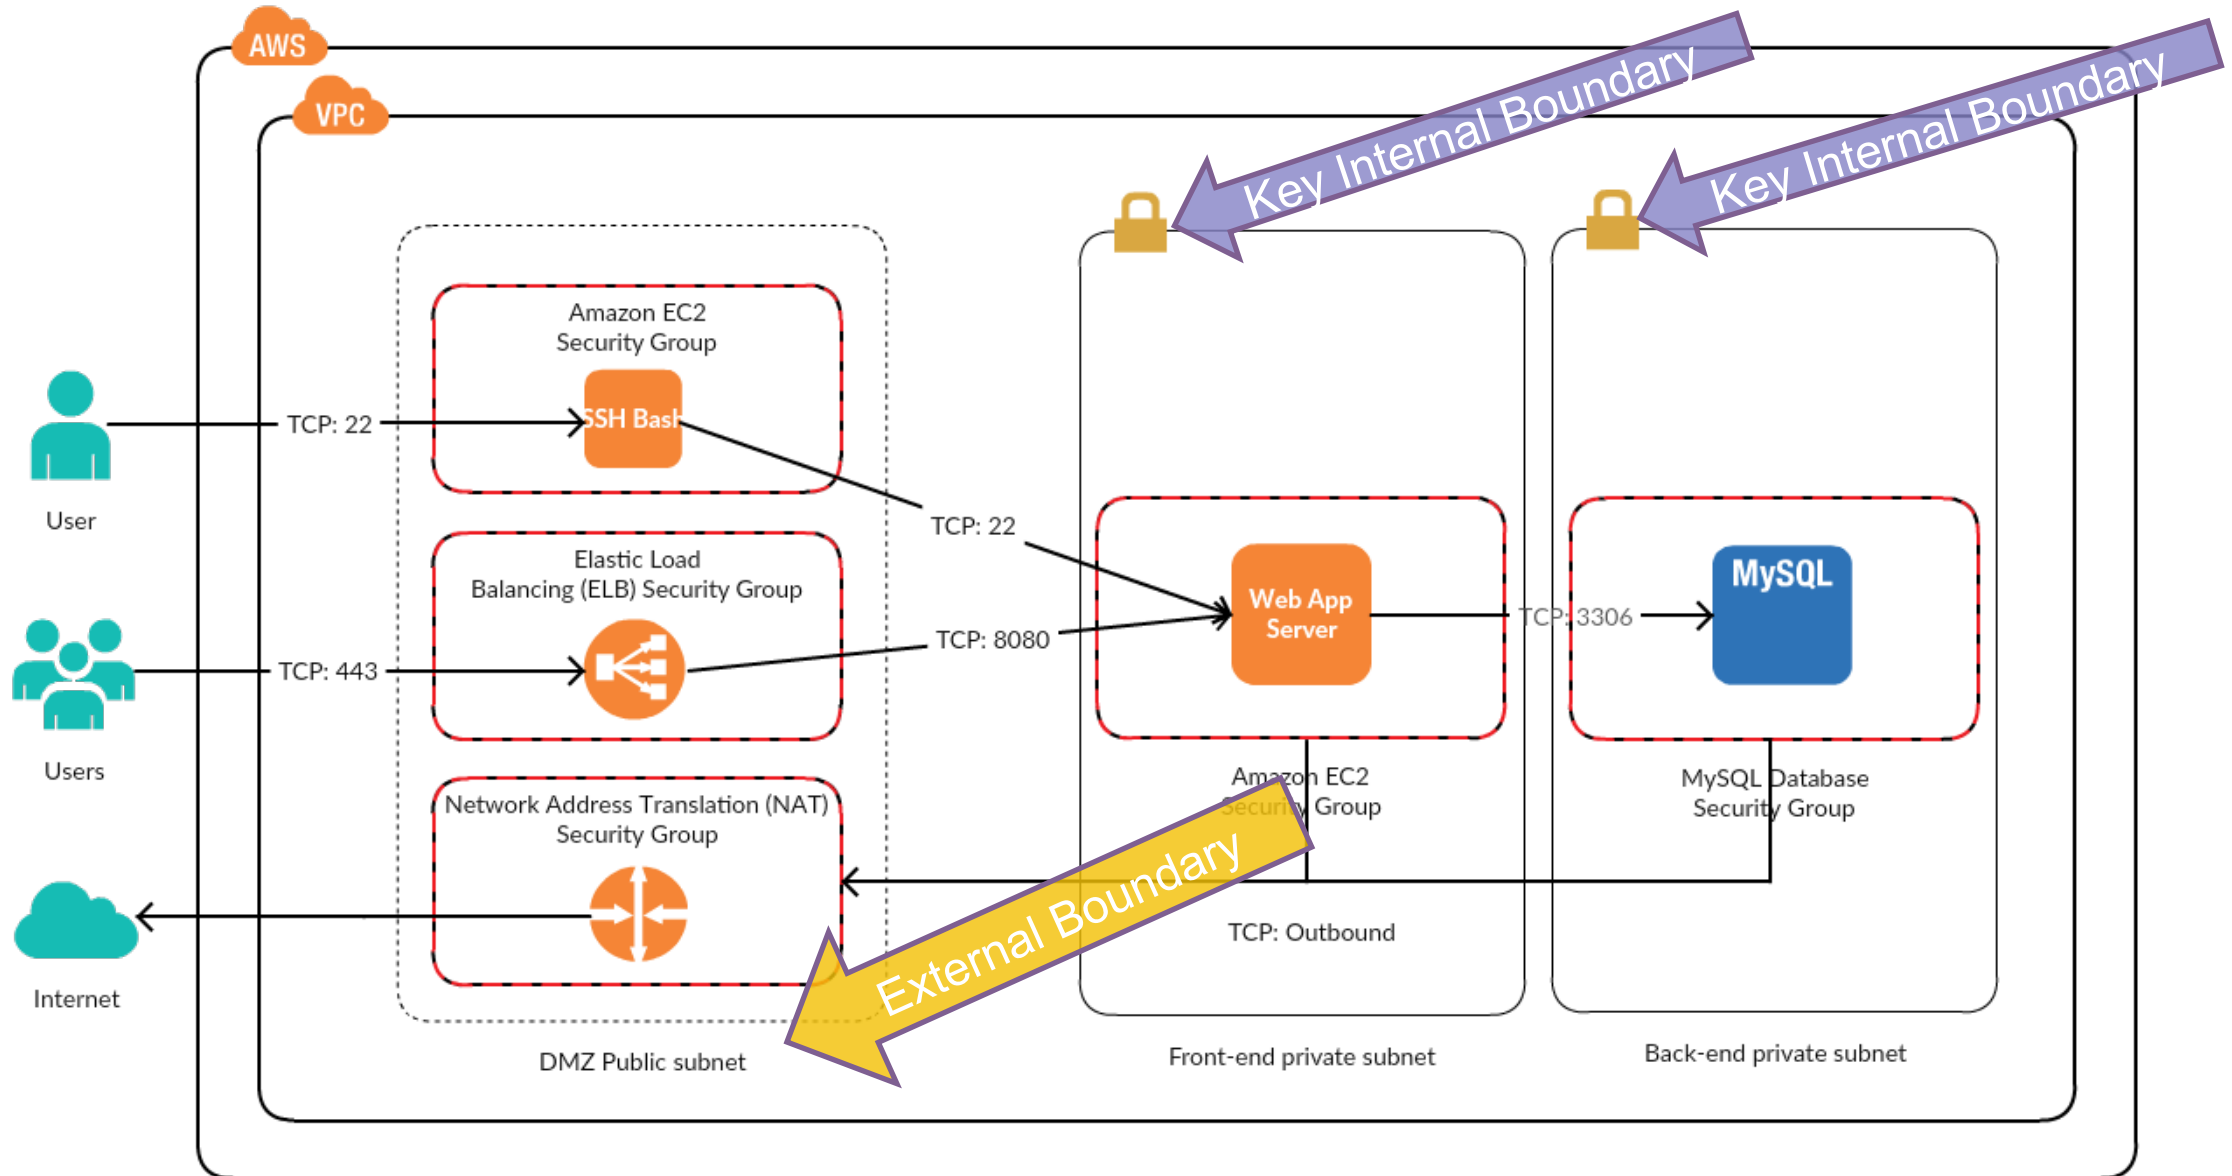 AWS
VPC
Key Internal Boundary
Key Internal Boundary
Amazon EC2
Security Group
SSH Bash
TCP: 22
User
TCP: 22
Elastic Load
Balancing (ELB) Security Group
TCP: 443
TCP: 8080
Users
Web App
Server
TCP: 3306
MySQL
Amazon EC2
Security Group
MySQL Database
Security Group
Network Address Translation (NAT)
Security Group
External Boundary
TCP: Outbound
Internet
DMZ Public subnet
Front-end private subnet
Back-end private subnet